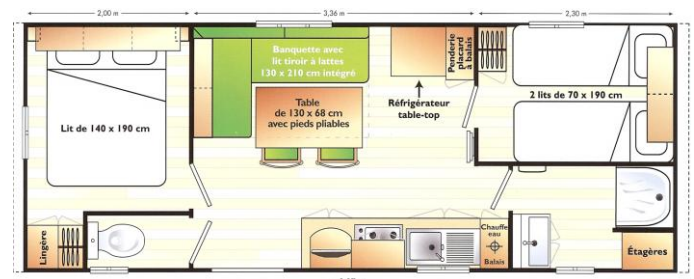 2,00 m
3,36 m
2,30 m
Banquette avec
lit tiroir à lattes
130 x 210 cm intégré
Penderie
placard
à balais
Lit de 140 x 190 cm
Table
de 130 x 68 cm
avec pieds pliables
Réfrigérateur
table-top
2 lits de 70 x 190 cm
Lingère
Chauffe
eau
Balais
Étagères